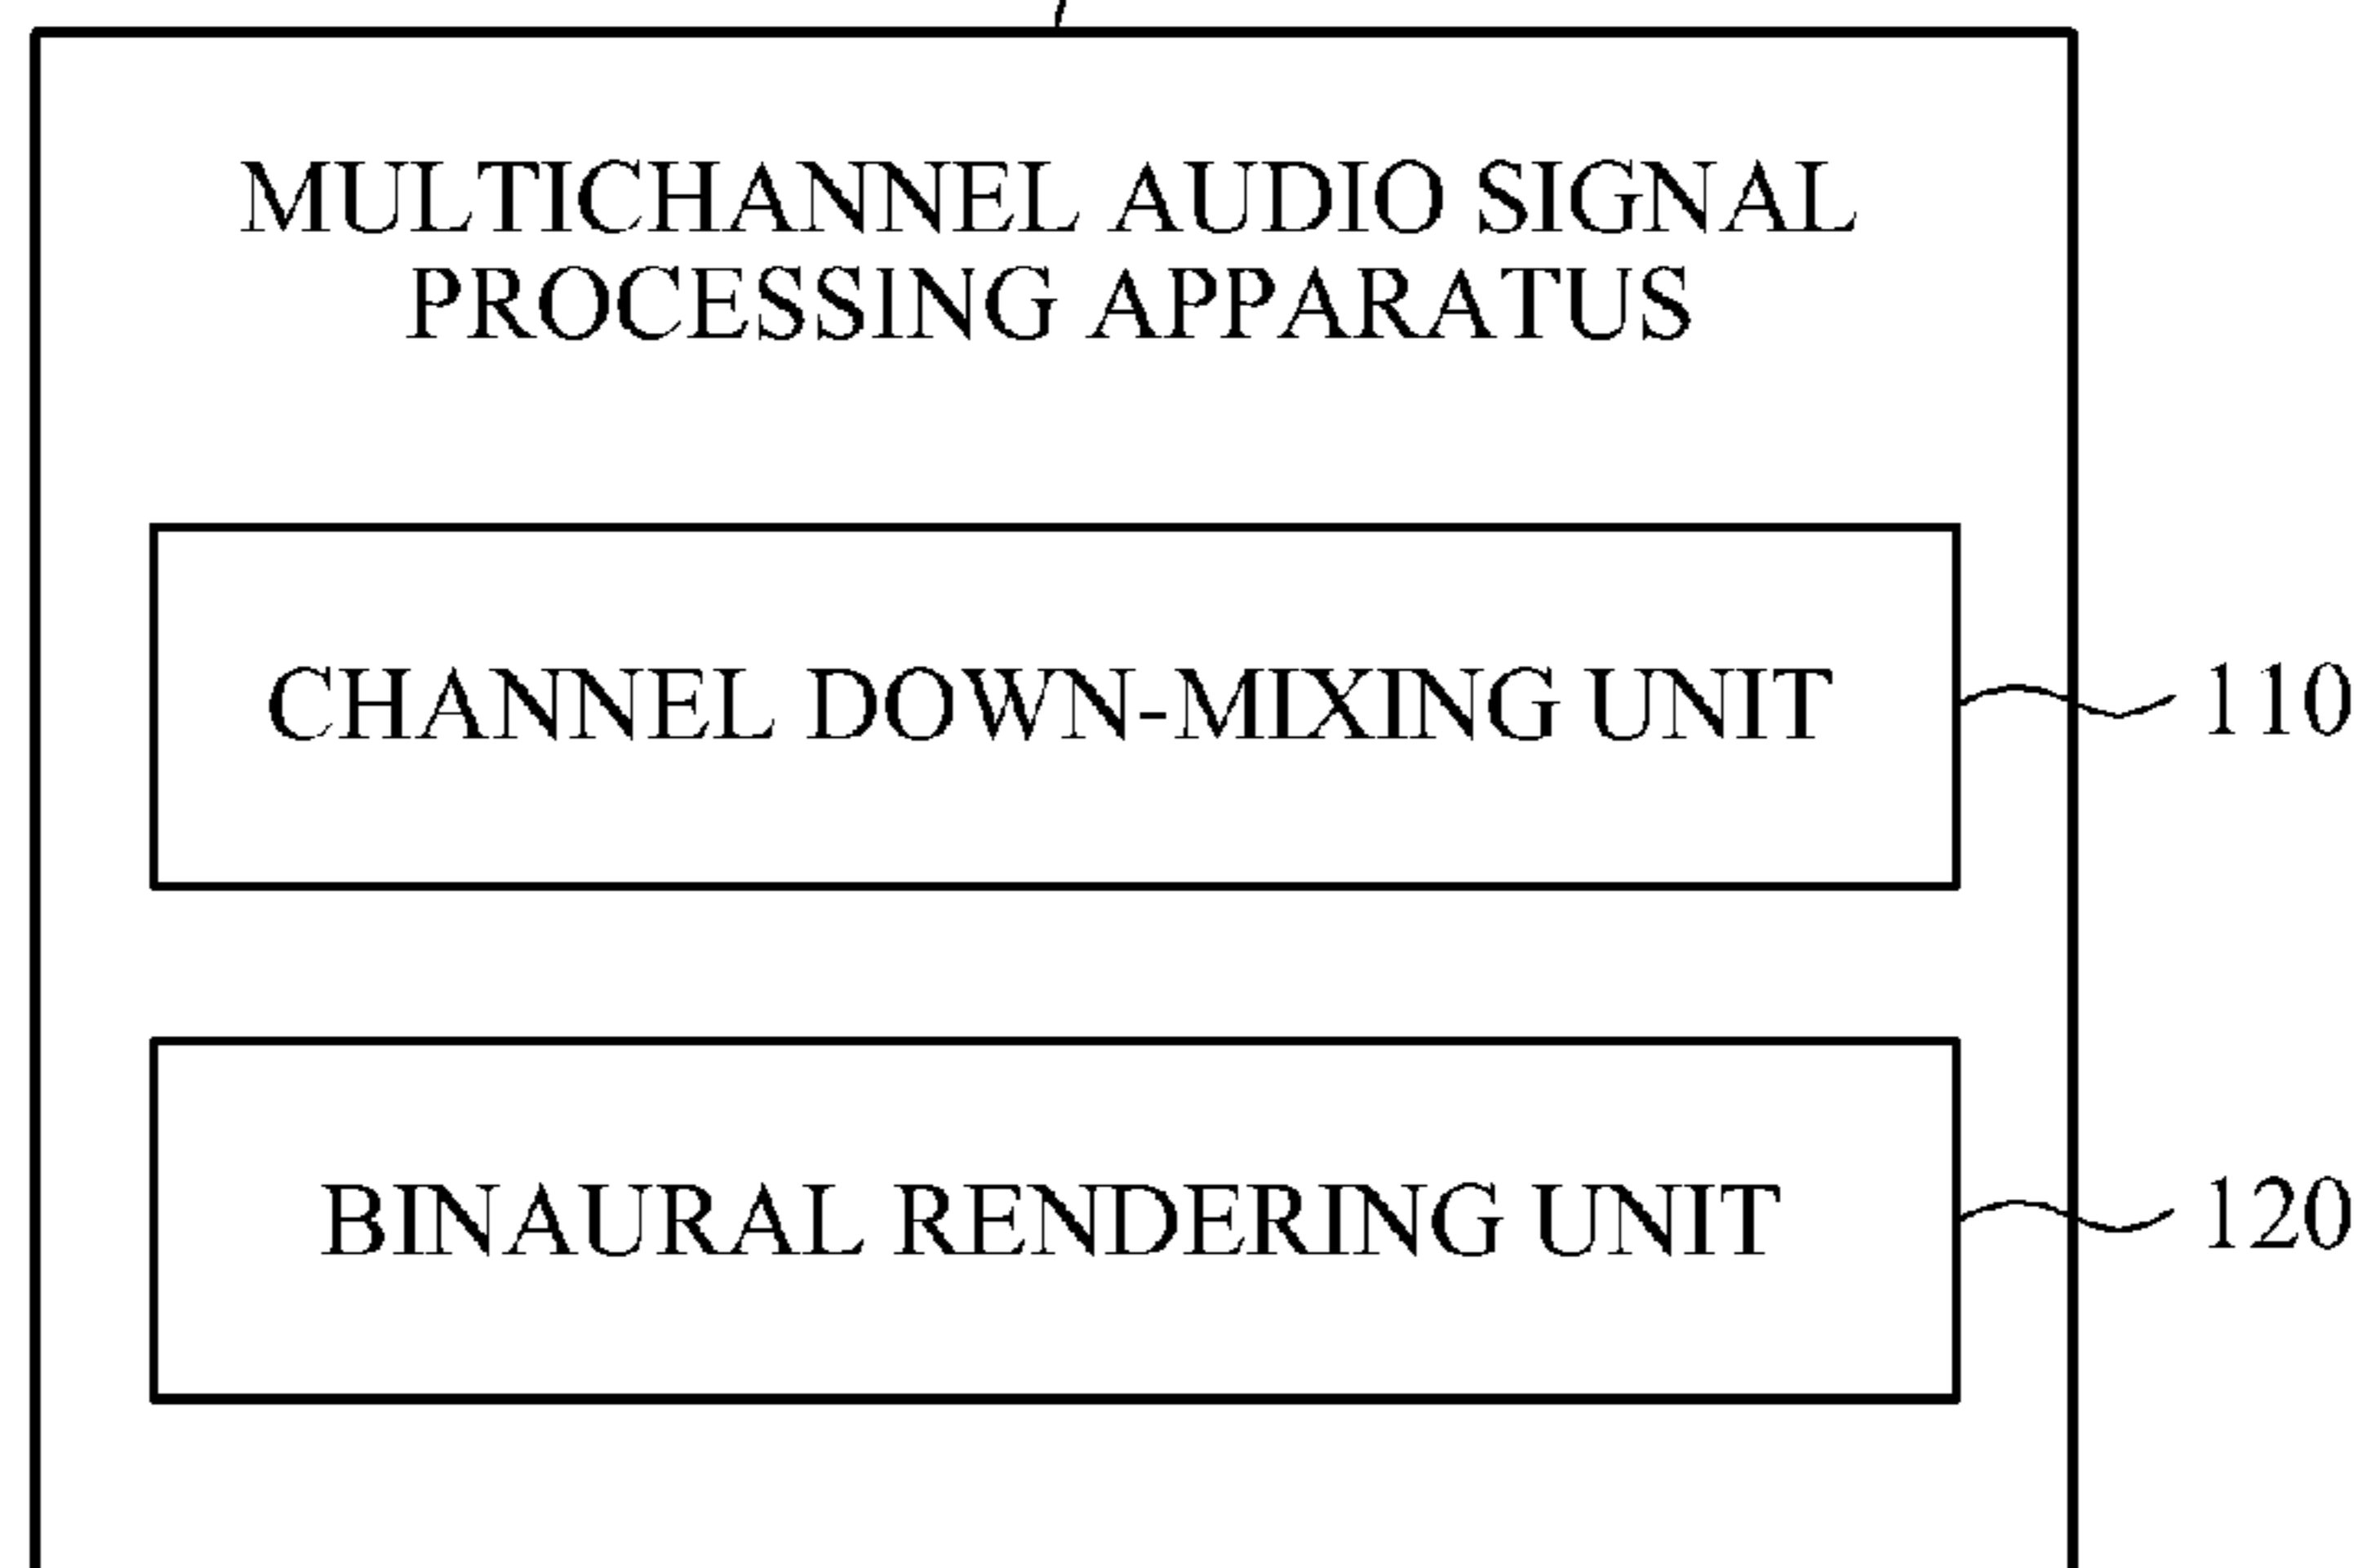 MULTICHANNEL AUDIO SIGNAL
PROCESSING APPARATUS
CHANNEL DOWN-MIXING UNIT
110
BINAURAL RENDERING UNIT
120